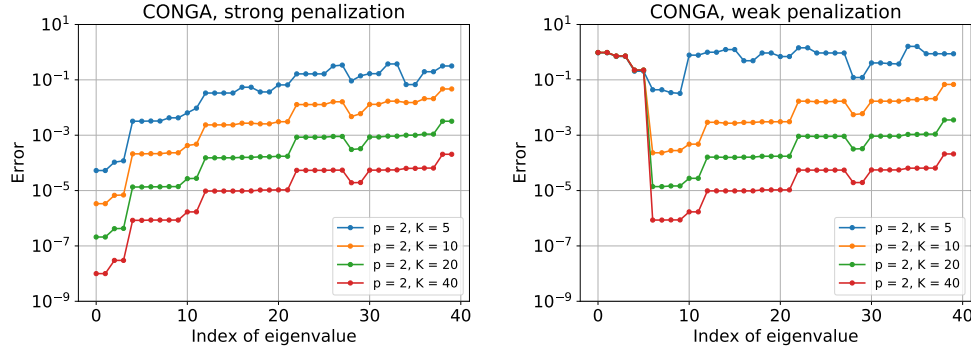 CONGA, strong penalization
10^1
10^-1
10^-3
10^-5
10^-7
10^-9
Error
0
10
20
30
40
Index of eigenvalue
p = 2, K = 5
p = 2, K = 10
p = 2, K = 20
p = 2, K = 40
CONGA, weak penalization
10^1
10^-1
10^-3
10^-5
10^-7
10^-9
Error
0
10
20
30
40
Index of eigenvalue
p = 2, K = 5
p = 2, K = 10
p = 2, K = 20
p = 2, K = 40